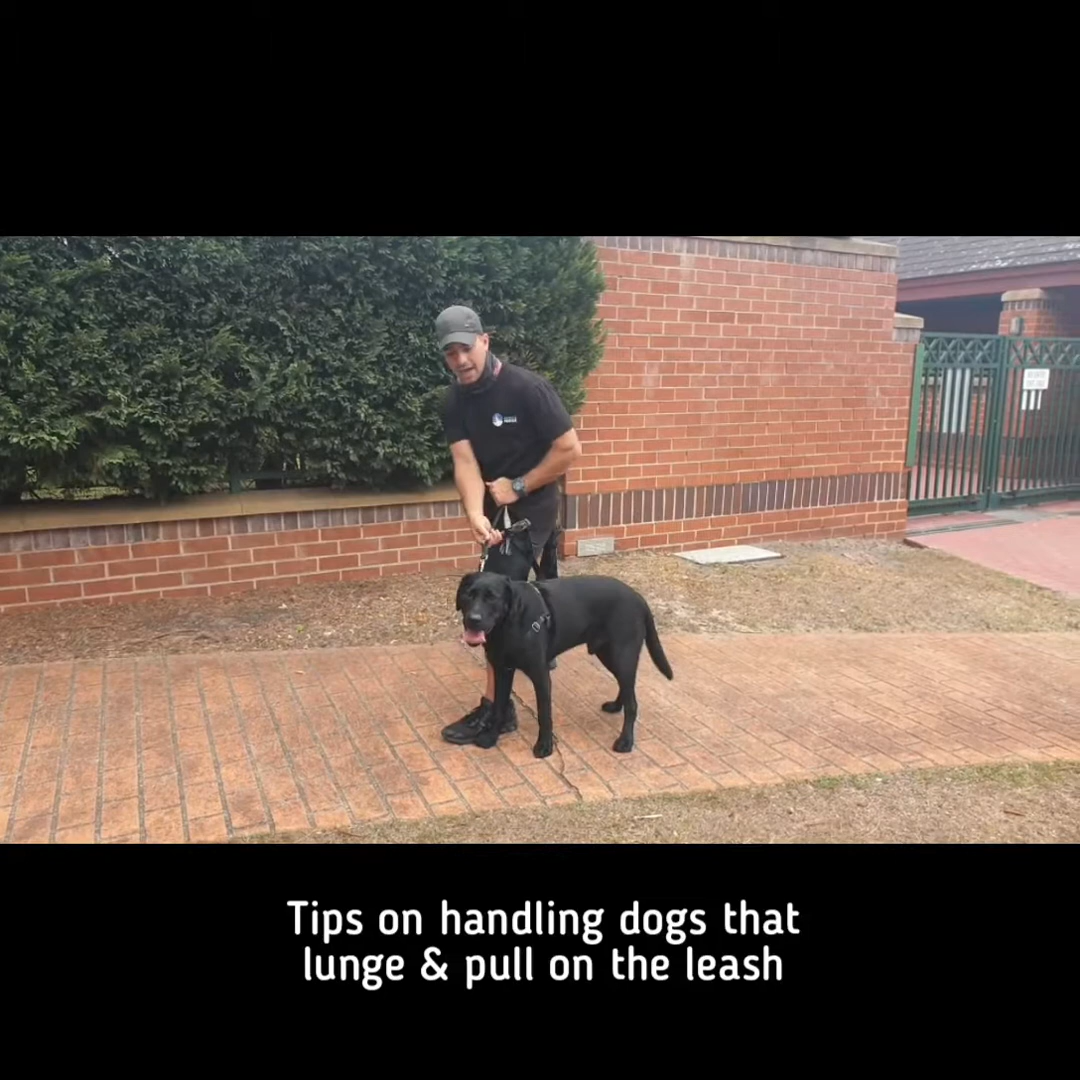 Tips on handling dogs that
lunge & pull on the leash